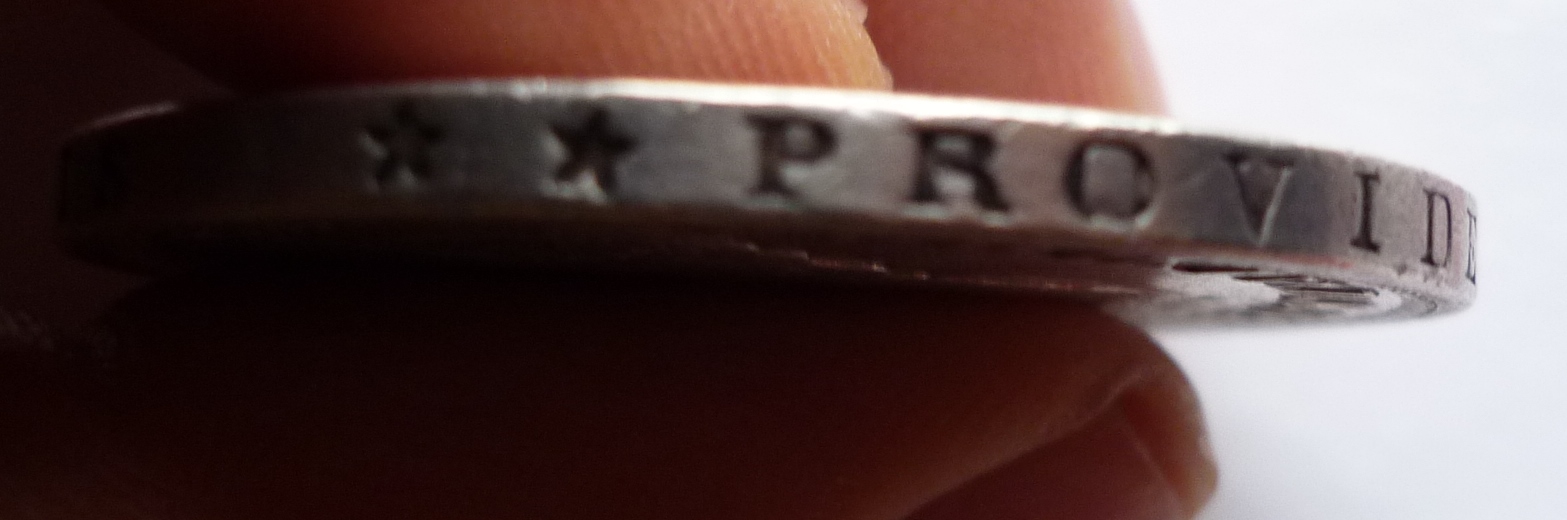 ★ ★ PROVIDE